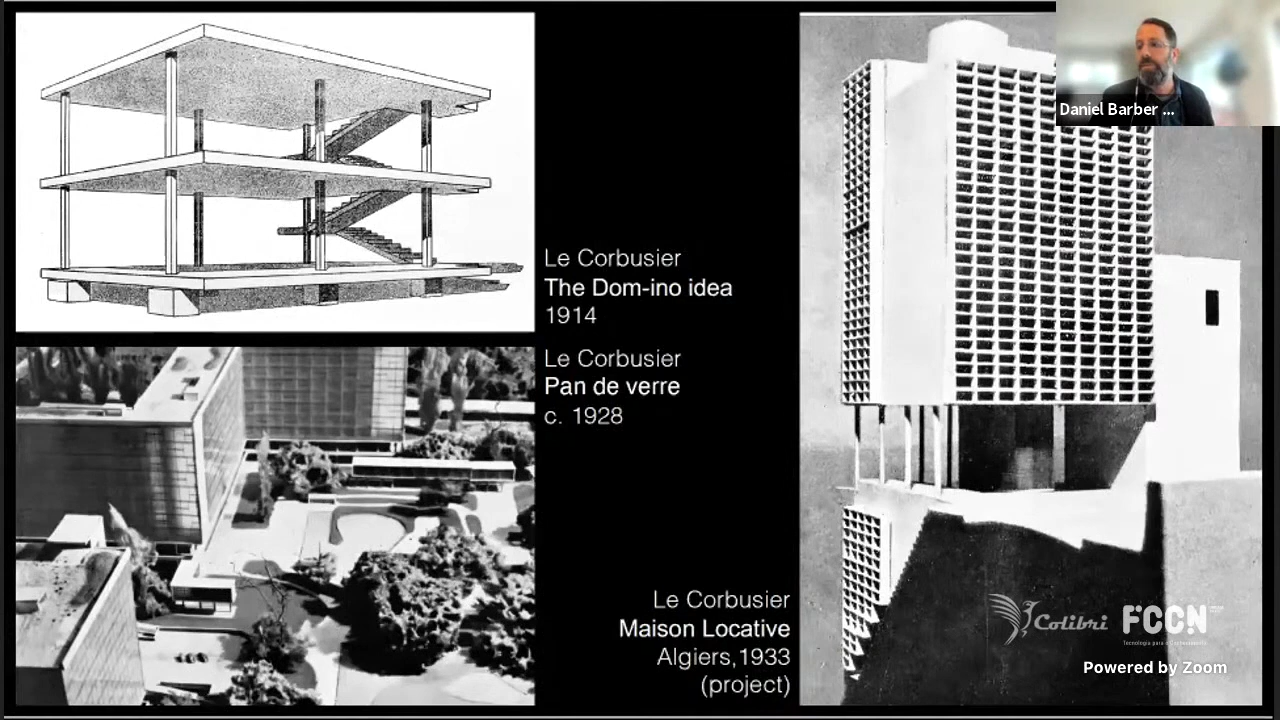 Daniel Barber ...
Le Corbusier
The Dom-ino idea
1914
Le Corbusier
Pan de verre
c. 1928
Le Corbusier
Maison Locative
Algiers,1933
(project)
Colibri
FCCN
Powered by Zoom